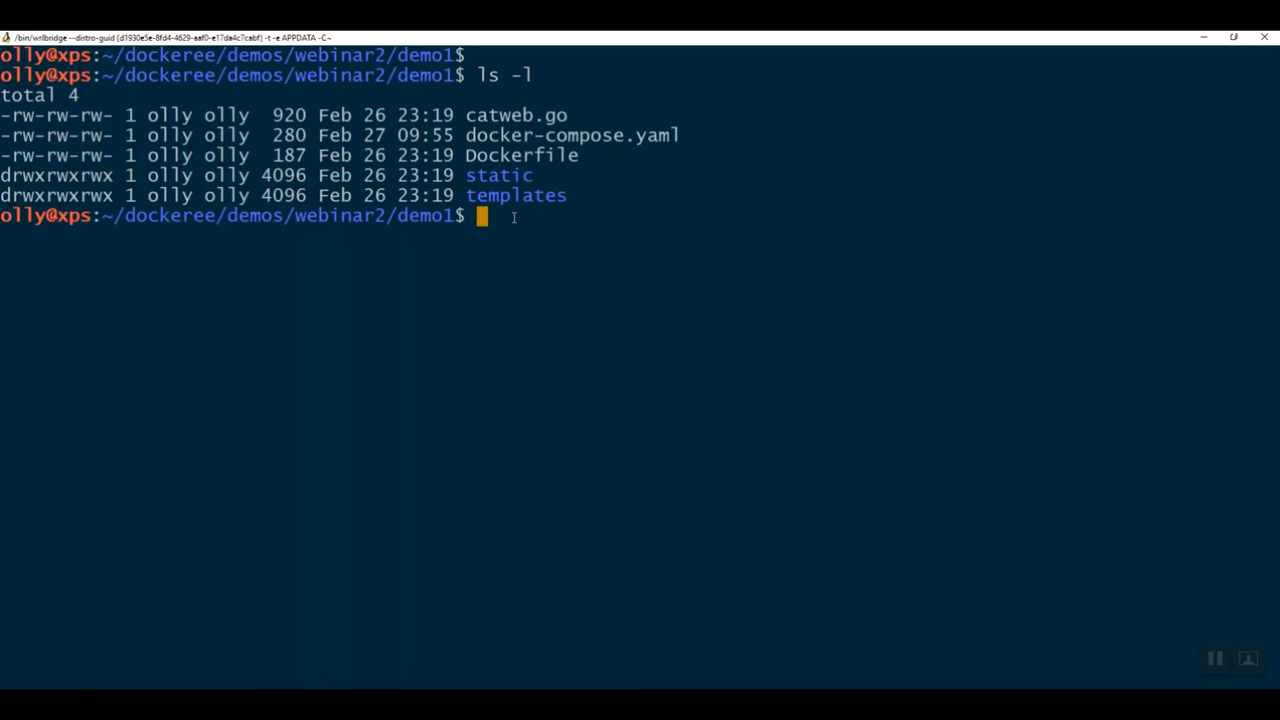 /bin/wslbridge --distro-guid {d1930e5e-8fd4-4629-aaf0-e17da4c7cabf} -t -e APPDATA -C~
olly@xps:~/dockeree/demos/webinar2/demo1$
olly@xps:~/dockeree/demos/webinar2/demo1$ ls -l
total 4
-rw-rw-rw- 1 olly olly  920 Feb 26 23:19 catweb.go
-rw-rw-rw- 1 olly olly  280 Feb 27 09:55 docker-compose.yaml
-rw-rw-rw- 1 olly olly  187 Feb 26 23:19 Dockerfile
drwxrwxrwx 1 olly olly 4096 Feb 26 23:19 static
drwxrwxrwx 1 olly olly 4096 Feb 26 23:19 templates
olly@xps:~/dockeree/demos/webinar2/demo1$